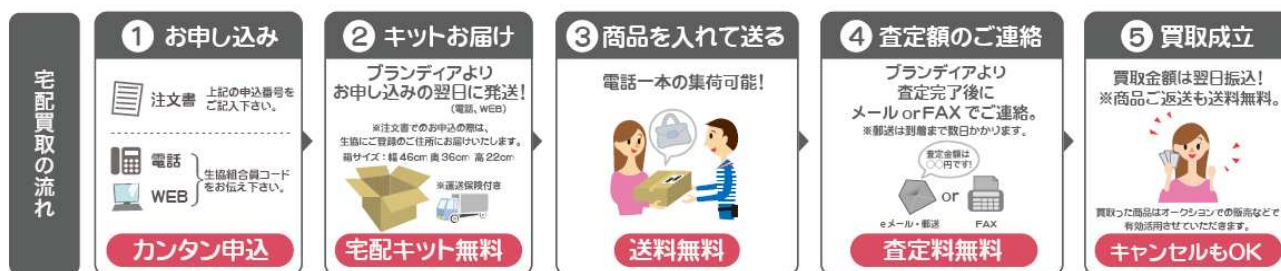 宅配買取の流れ
① お申し込み
注文書
上記の申込番号を
ご記入下さい。
電話
WEB
生協組合員コード
をお伝え下さい。
カンタン申込
② キットお届け
ブランディアより
お申し込みの翌日に発送!
(電話、WEB)
※注文書でのお申込の際は、
生協にご登録のご住所にお届けいたします。
箱サイズ:幅46cm 奥36cm 高22cm
※運送保険付き
宅配キット無料
③ 商品を入れて送る
電話一本の集荷可能!
送料無料
④ 査定額のご連絡
ブランディアより
査定完了後に
メールorFAXでご連絡。
※郵送は到着まで数日かかります。
査定金額は
○○円です!
or
eメール・郵送
FAX
査定料無料
⑤ 買取成立
買取金額は翌日振込!
※商品ご返送も送料無料。
買取った商品はオークションでの販売などで
有効活用させていただきます。
キャンセルもOK